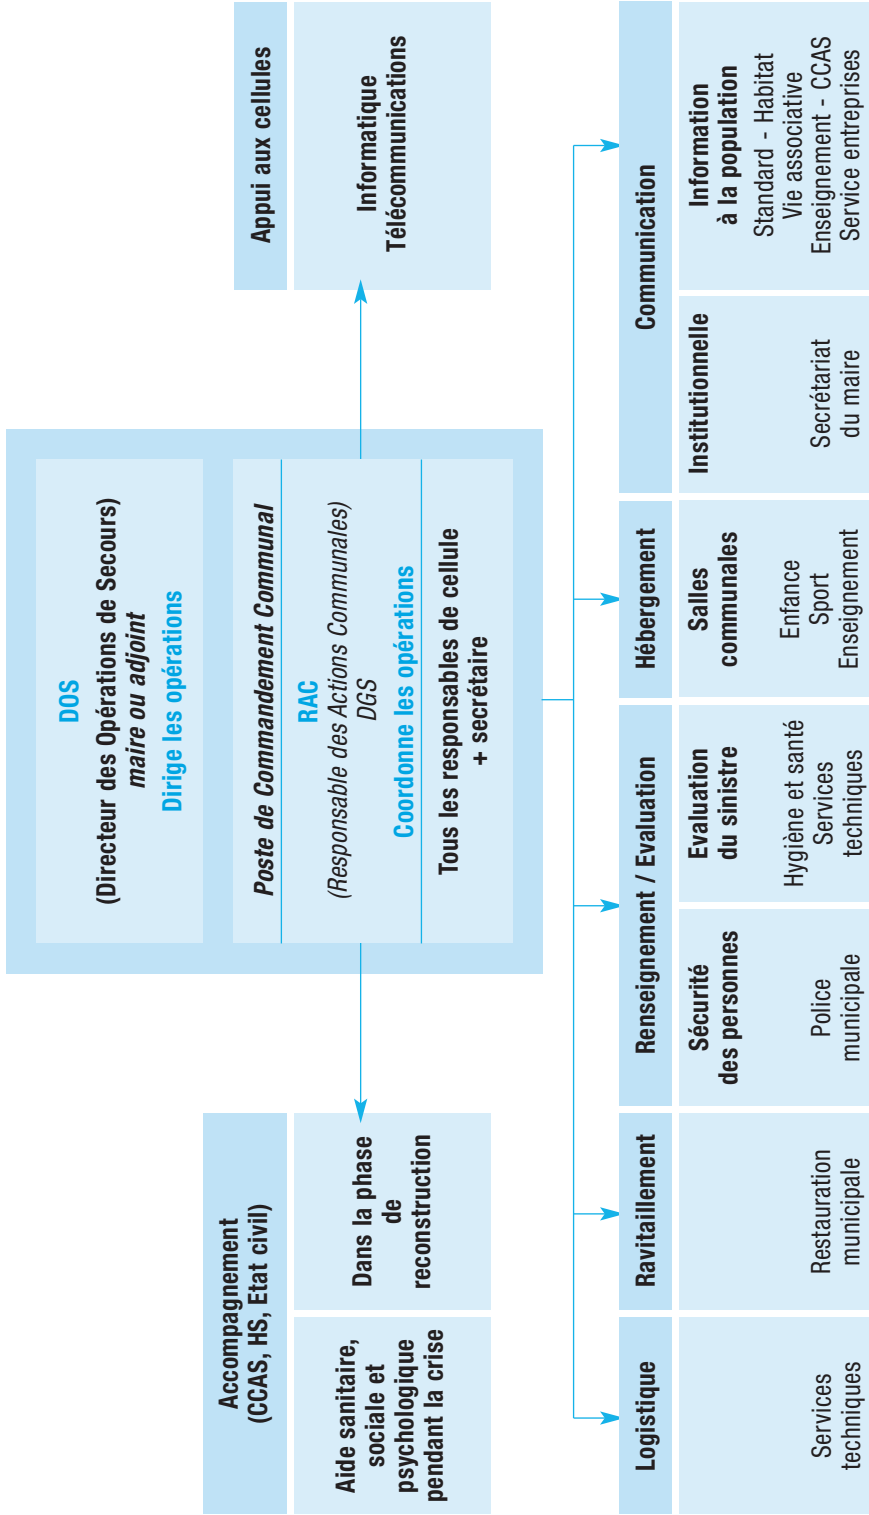 DOS
(Directeur des Opérations de Secours)
maire ou adjoint
Dirige les opérations
Poste de Commandement Communal
RAC
(Responsable des Actions Communales)
DGS
Coordonne les opérations
Tous les responsables de cellule
+ secrétaire
Accompagnement
(CCAS, HS, Etat civil)
Aide sanitaire,
sociale et
psychologique
pendant la crise
Dans la phase
de
reconstruction
Appui aux cellules
Informatique
Télécommunications
Logistique
Services
techniques
Ravitaillement
Restauration
municipale
Renseignement / Evaluation
Sécurité
des personnes
Police
municipale
Evaluation
du sinistre
Hygiène et santé
Services
techniques
Hébergement
Salles
communales
Enfance
Sport
Enseignement
Communication
Institutionnelle
Secrétariat
du maire
Information
à la population
Standard - Habitat
Vie associative
Enseignement - CCAS
Service entreprises